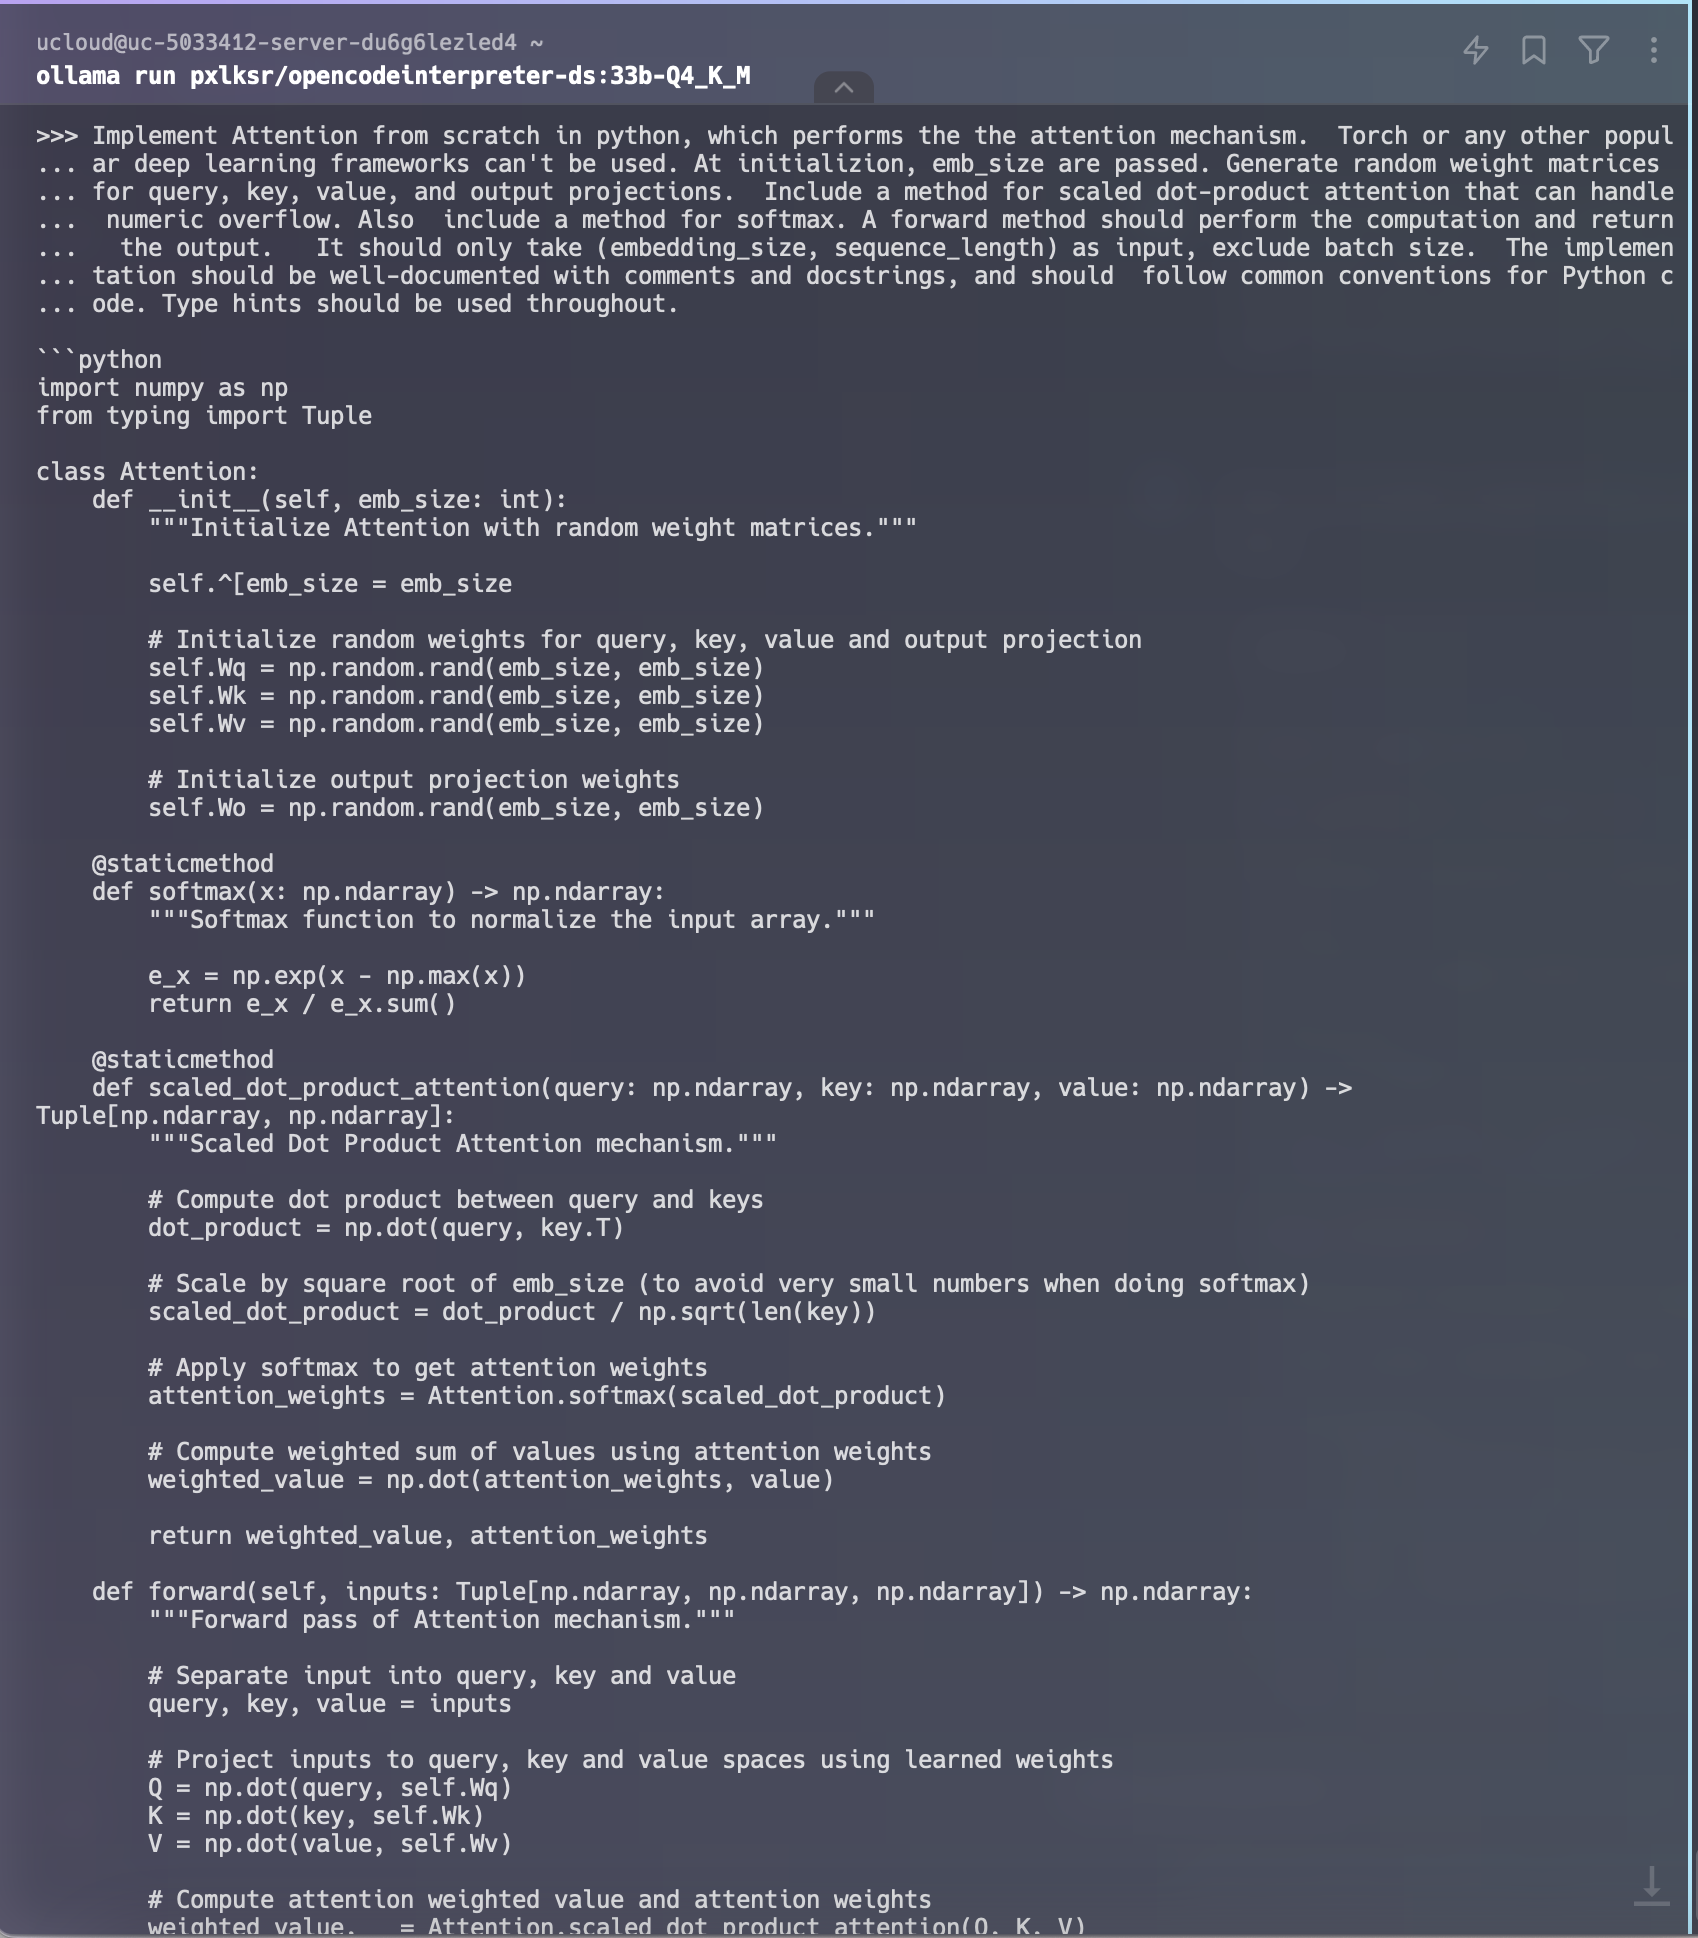 ucloud@uc-5033412-server-du6g6lezled4 ~
ollama run pxlksr/opencodeinterpreter-ds:33b-Q4_K_M
>>> Implement Attention from scratch in python, which performs the the attention mechanism.  Torch or any other popul
... ar deep learning frameworks can't be used. At initializion, emb_size are passed. Generate random weight matrices
... for query, key, value, and output projections.  Include a method for scaled dot-product attention that can handle
...  numeric overflow. Also  include a method for softmax. A forward method should perform the computation and return
...   the output.   It should only take (embedding_size, sequence_length) as input, exclude batch size.  The implemen
... tation should be well-documented with comments and docstrings, and should  follow common conventions for Python c
... ode. Type hints should be used throughout.

```python
import numpy as np
from typing import Tuple

class Attention:
    def __init__(self, emb_size: int):
        """Initialize Attention with random weight matrices."""

        self.^[emb_size = emb_size

        # Initialize random weights for query, key, value and output projection
        self.Wq = np.random.rand(emb_size, emb_size)
        self.Wk = np.random.rand(emb_size, emb_size)
        self.Wv = np.random.rand(emb_size, emb_size)

        # Initialize output projection weights
        self.Wo = np.random.rand(emb_size, emb_size)

    @staticmethod
    def softmax(x: np.ndarray) -> np.ndarray:
        """Softmax function to normalize the input array."""

        e_x = np.exp(x - np.max(x))
        return e_x / e_x.sum()

    @staticmethod
    def scaled_dot_product_attention(query: np.ndarray, key: np.ndarray, value: np.ndarray) ->
Tuple[np.ndarray, np.ndarray]:
        """Scaled Dot Product Attention mechanism."""

        # Compute dot product between query and keys
        dot_product = np.dot(query, key.T)

        # Scale by square root of emb_size (to avoid very small numbers when doing softmax)
        scaled_dot_product = dot_product / np.sqrt(len(key))

        # Apply softmax to get attention weights
        attention_weights = Attention.softmax(scaled_dot_product)

        # Compute weighted sum of values using attention weights
        weighted_value = np.dot(attention_weights, value)

        return weighted_value, attention_weights

    def forward(self, inputs: Tuple[np.ndarray, np.ndarray, np.ndarray]) -> np.ndarray:
        """Forward pass of Attention mechanism."""

        # Separate input into query, key and value
        query, key, value = inputs

        # Project inputs to query, key and value spaces using learned weights
        Q = np.dot(query, self.Wq)
        K = np.dot(key, self.Wk)
        V = np.dot(value, self.Wv)

        # Compute attention weighted value and attention weights
        weighted_value, _ = Attention.scaled_dot_product_attention(Q, K, V)